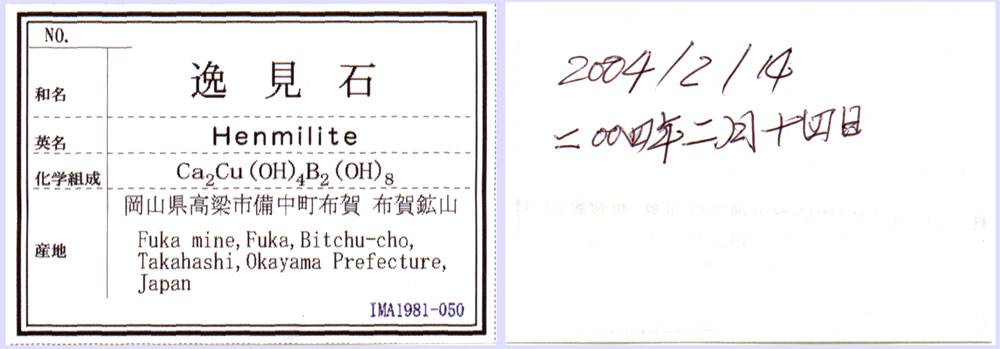 NO.
和名 逸見石
英名 Henmilite
化学組成 Ca₂Cu(OH)₄B₂(OH)₈
産地 岡山県高梁市備中町布賀 布賀鉱山
Fuka mine, Fuka, Bitchu-cho,
Takahashi, Okayama Prefecture,
Japan
IMA1981-050
2004/2/14
二〇〇四年二月十四日